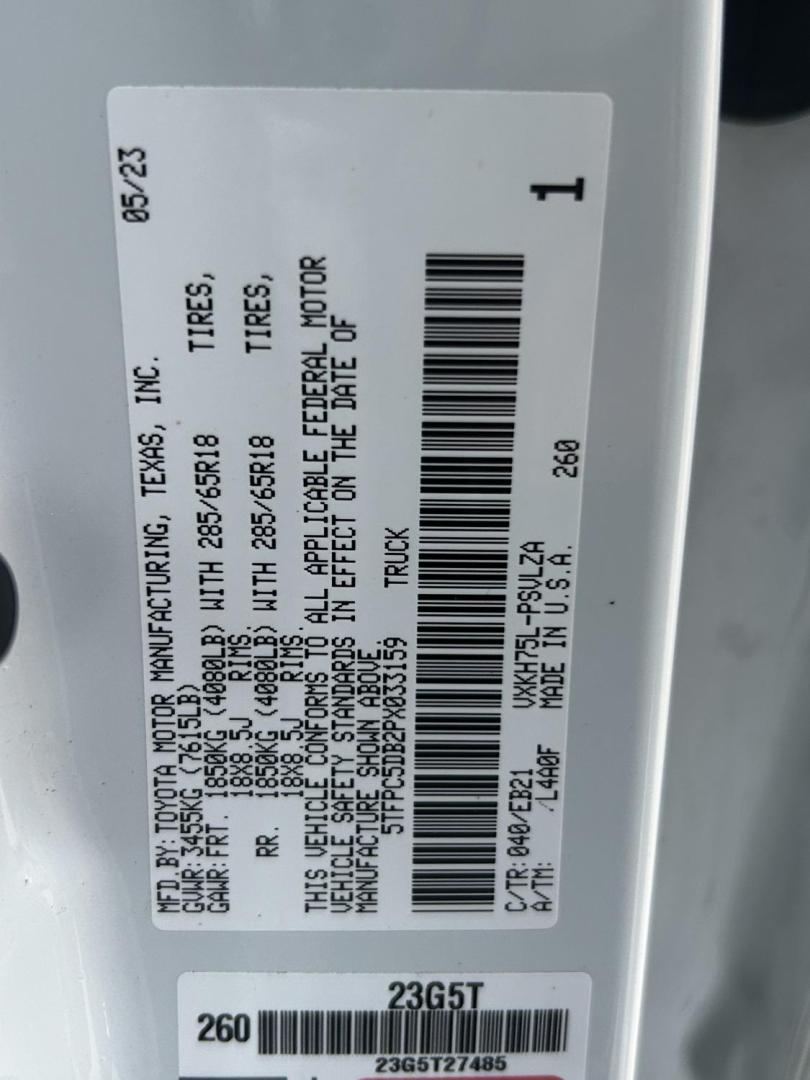 MFD.BY:TOYOTA MOTOR MANUFACTURING, TEXAS, INC. 05/23
GVWR:3455KG (7615LB)
GAWR:FRT. 1850KG (4080LB) WITH 285/65R18 TIRES,
18X8.5J RIMS.
RR. 1850KG (4080LB) WITH 285/65R18 TIRES,
18X8.5J RIMS.
THIS VEHICLE CONFORMS TO ALL APPLICABLE FEDERAL MOTOR
VEHICLE SAFETY STANDARDS IN EFFECT ON THE DATE OF
MANUFACTURE SHOWN ABOVE.
5TFPC5DB2PX033159 TRUCK
C/TR:040/EB21 VXKH75L-PSVLZA
A/TM: /L4A0F MADE IN U.S.A. 260
1
23G5T
260
23G5T27485